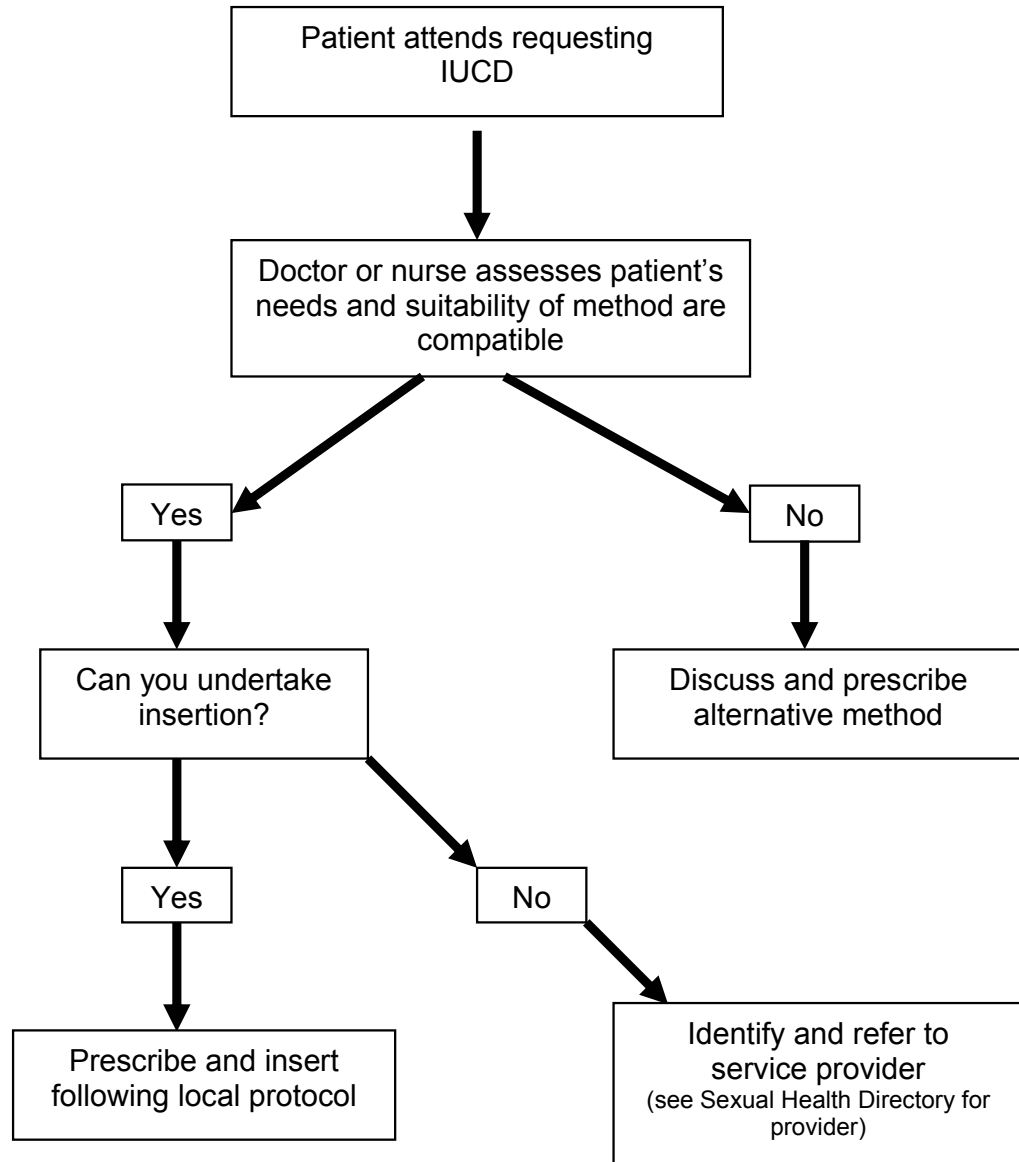 Patient attends requesting
IUCD
Doctor or nurse assesses patient’s
needs and suitability of method are
compatible
Yes
No
Can you undertake
insertion?
Discuss and prescribe
alternative method
Yes
No
Prescribe and insert
following local protocol
Identify and refer to
service provider
(see Sexual Health Directory for
provider)